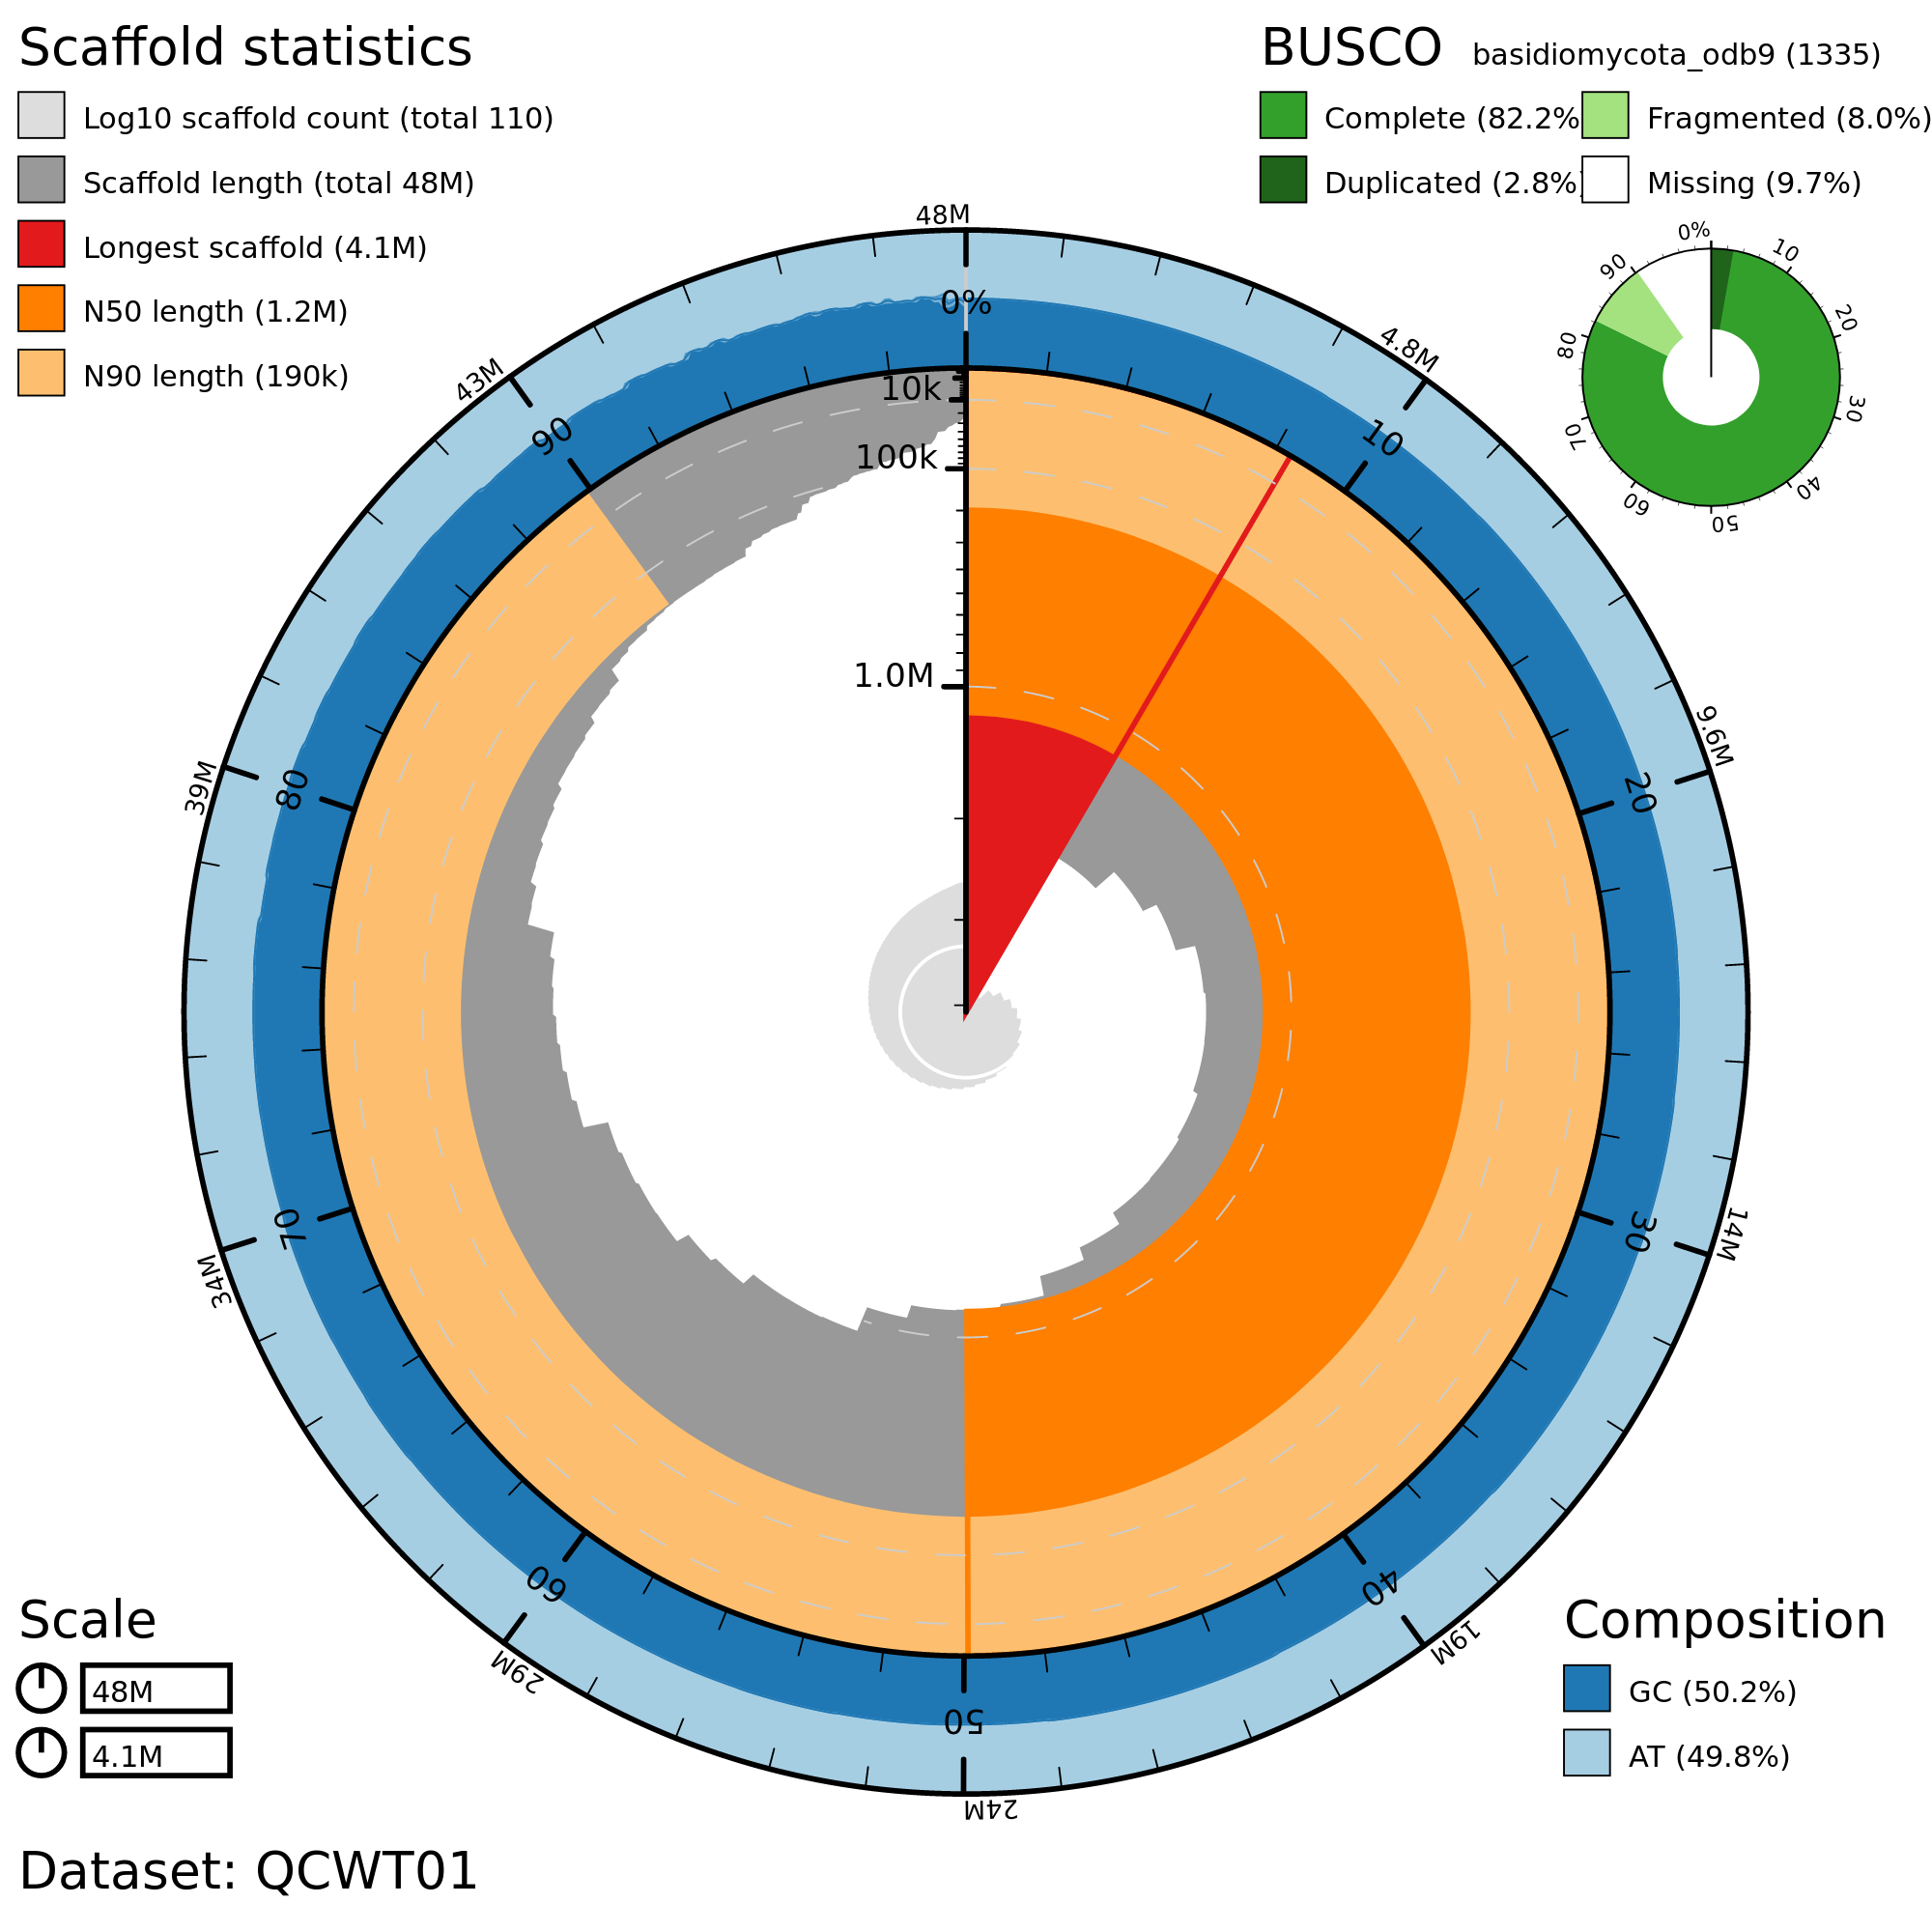 Scaffold statistics
Log10 scaffold count (total 110)
Scaffold length (total 48M)
Longest scaffold (4.1M)
N50 length (1.2M)
N90 length (190k)
BUSCO basidiomycota_odb9 (1335)
Complete (82.2%
Fragmented (8.0%)
Duplicated (2.8%)
Missing (9.7%)
0%
10
20
30
40
50
60
70
80
90
48M
4.8M
9.6M
14M
19M
24M
29M
34M
39M
43M
0%
10
20
30
40
50
60
70
80
90
10k
100k
1.0M
Scale
48M
4.1M
Composition
GC (50.2%)
AT (49.8%)
Dataset: QCWT01